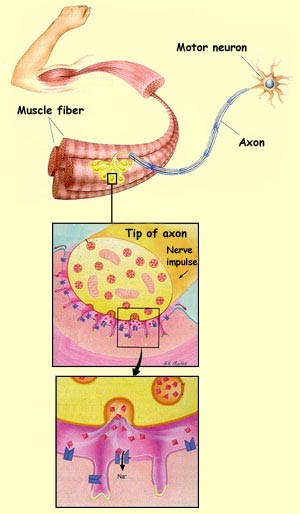 Motor neuron
Muscle fiber
Axon
Tip of axon
Nerve
impulse
Na⁺